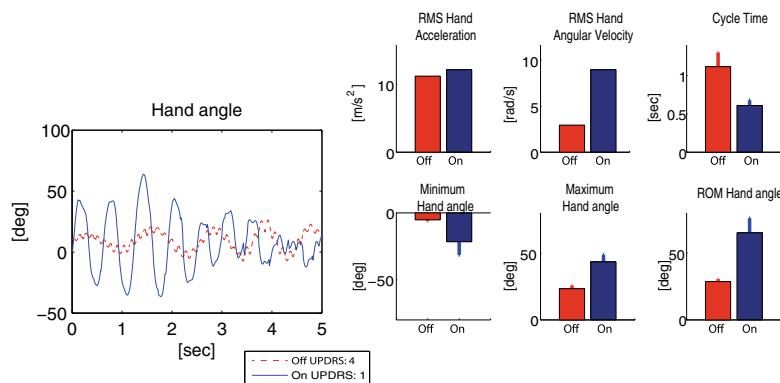 Hand angle
[deg]
100
50
0
−50
0 1 2 3 4 5
[sec]
Off UPDRS: 4
On UPDRS: 1
RMS Hand
Acceleration
[m/s²]
10
0
Off On
RMS Hand
Angular Velocity
[rad/s]
10
5
0
Off On
Cycle Time
[sec]
1
0.5
0
Off On
Minimum
Hand angle
[deg]
0
−50
Off On
Maximum
Hand angle
[deg]
50
0
Off On
ROM Hand angle
[deg]
50
0
Off On